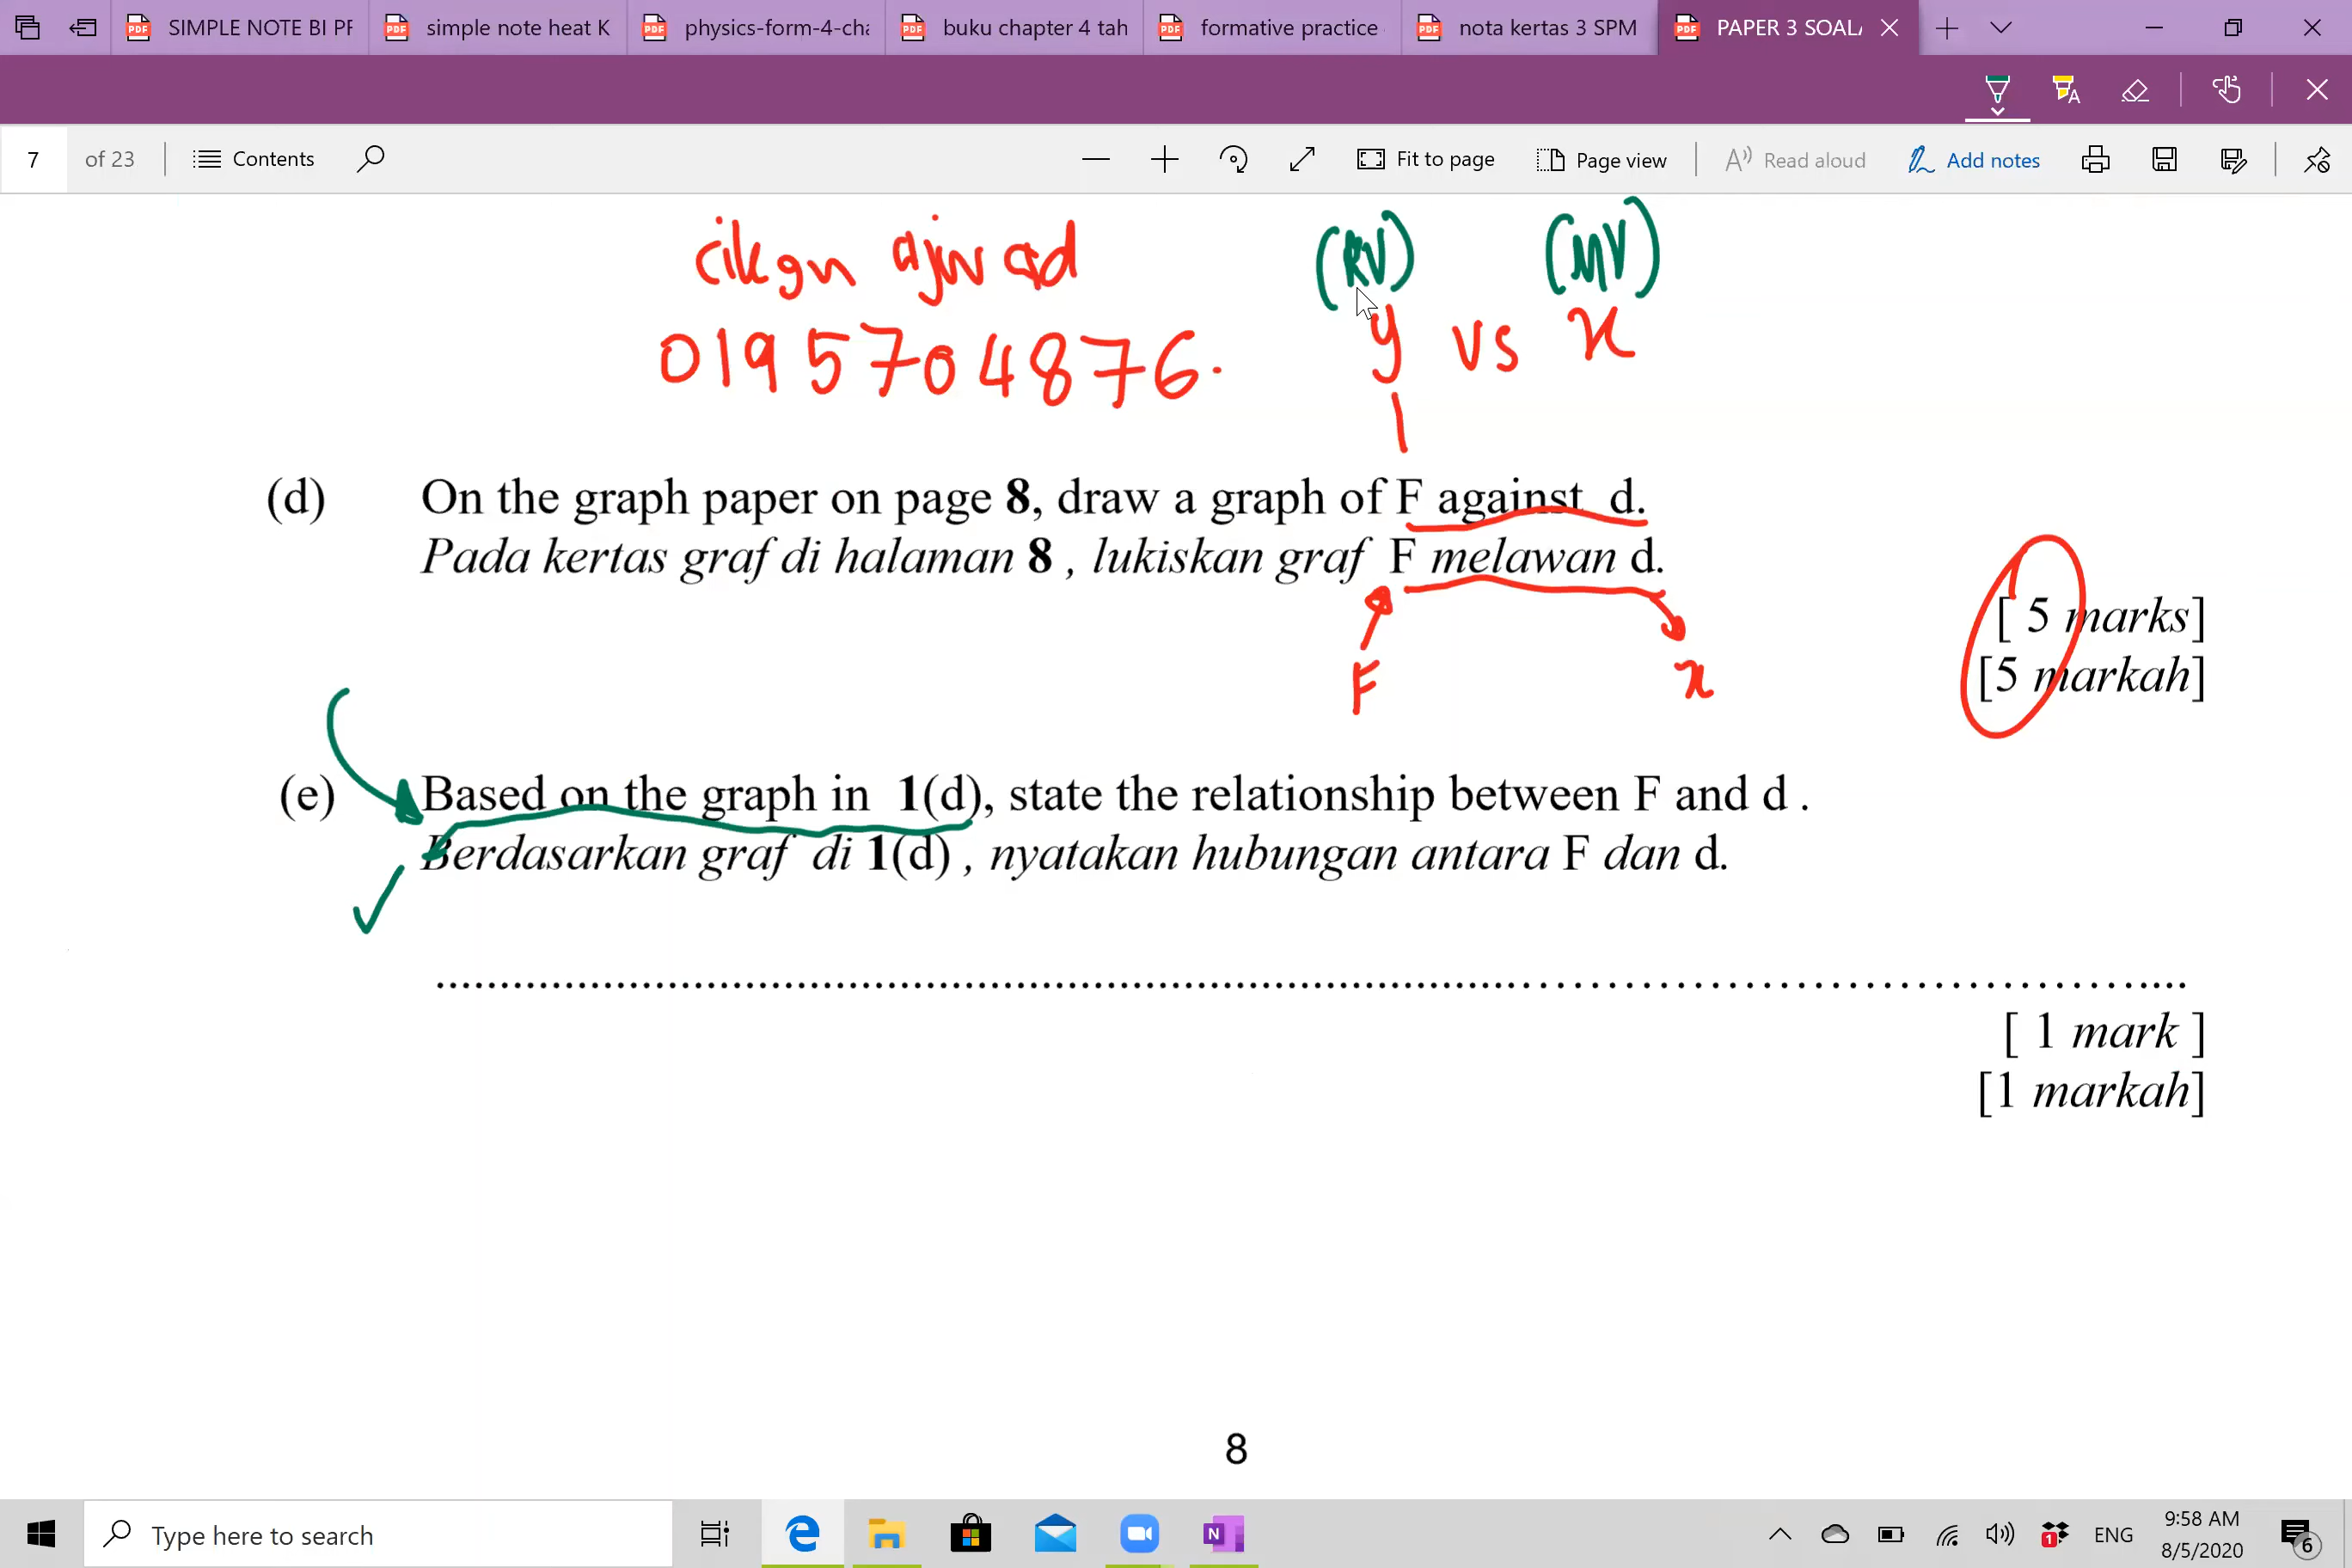 SIMPLE NOTE BI PF
simple note heat K
physics-form-4-cha
buku chapter 4 tah
formative practice
nota kertas 3 SPM
PAPER 3 SOAL
7 of 23
Contents
Fit to page
Page view
Read aloud
Add notes
(RV) (MV)
0195704876.
y vs x
(d) On the graph paper on page 8, draw a graph of F against d.
Pada kertas graf di halaman 8 , lukiskan graf F melawan d.
[ 5 marks]
[5 markah]
F x
(e) Based on the graph in 1(d), state the relationship between F and d .
Berdasarkan graf di 1(d) , nyatakan hubungan antara F dan d.
[ 1 mark ]
[1 markah]
8
Type here to search
ENG
9:58 AM
8/5/2020
6